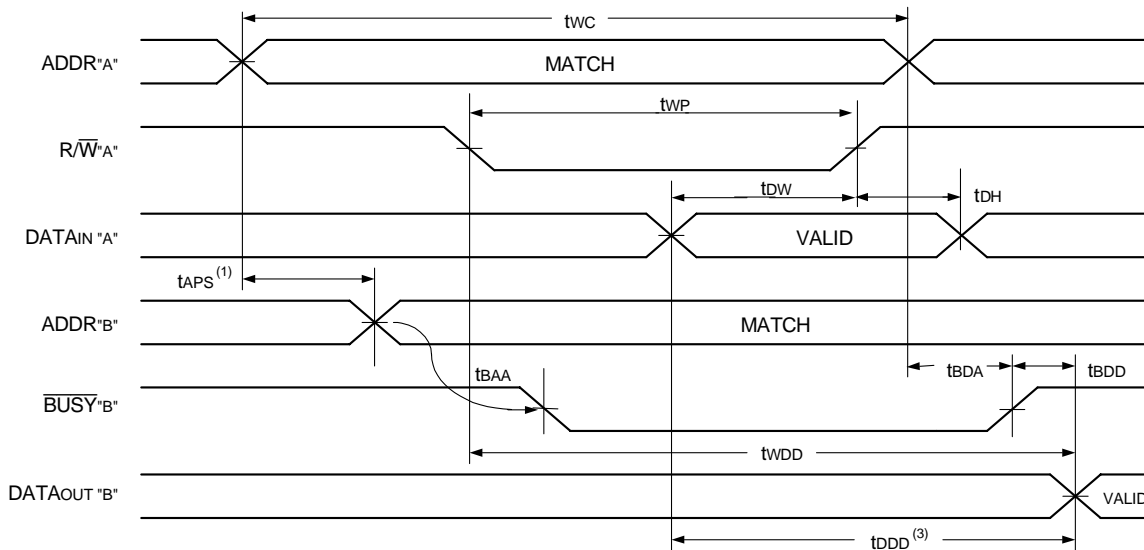 tWC
ADDR"A"
MATCH
tWP
R/W̅"A"
tDW
tDH
DATAIN "A"
VALID
tAPS(1)
ADDR"B"
MATCH
tBAA
tBDA
tBDD
B̅U̅S̅Y̅"B"
tWDD
DATAOUT "B"
VALID
tDDD(3)